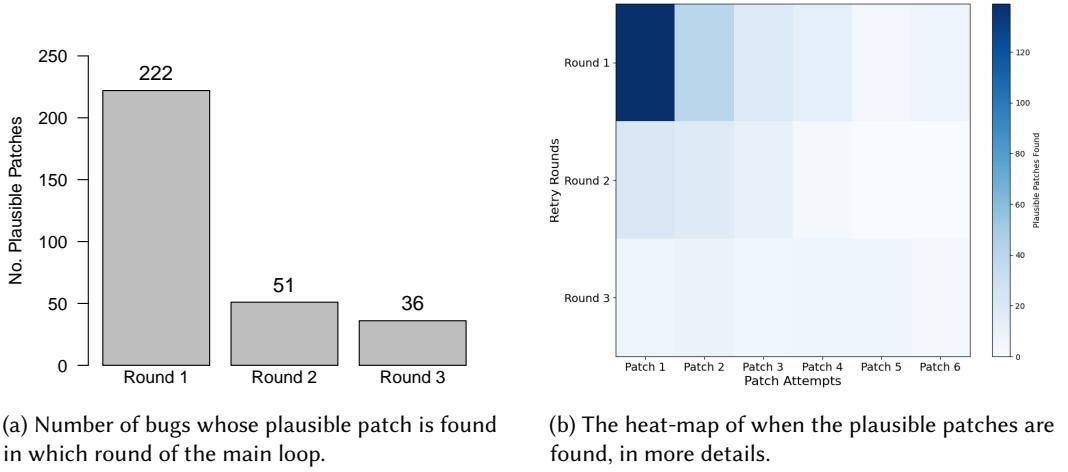 250
200
150
100
50
0
No. Plausible Patches
222
51
36
Round 1
Round 2
Round 3
(a) Number of bugs whose plausible patch is found
in which round of the main loop.
Retry Rounds
Round 1
Round 2
Round 3
Patch 1
Patch 2
Patch 3
Patch 4
Patch 5
Patch 6
Patch Attempts
120
100
80
60
40
20
0
Plausible Patches Found
(b) The heat-map of when the plausible patches are
found, in more details.